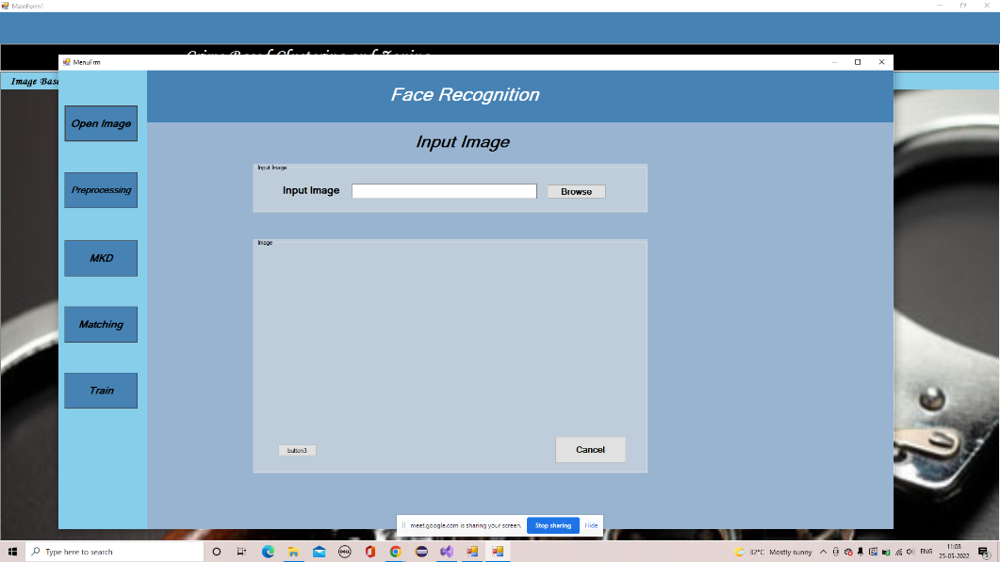 MainForm1
Crime Based Clustering and Zoning
MenuFrm
Image Base
Face Recognition
Open Image
Input Image
Input Image
Preprocessing
Input Image
Browse
Image
MKD
Matching
Train
button3
Cancel
meet.google.com is sharing your screen.
Stop sharing
Hide
Type here to search
DELL
32°C Mostly sunny
ENG
11:08
25-05-2022